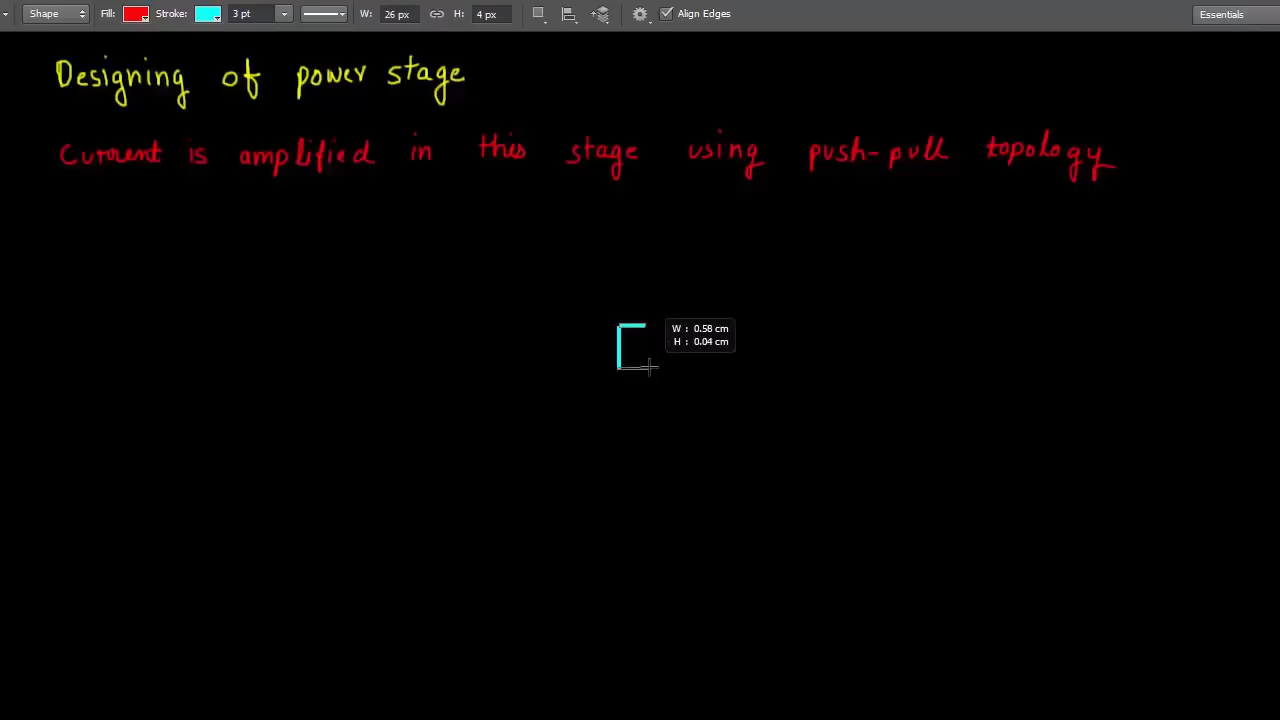 Shape Fill: Stroke: 3 pt W: 26 px H: 4 px Align Edges Essentials
Designing of power stage
Current is amplified in this stage using push-pull topology
W : 0.58 cm
H : 0.04 cm